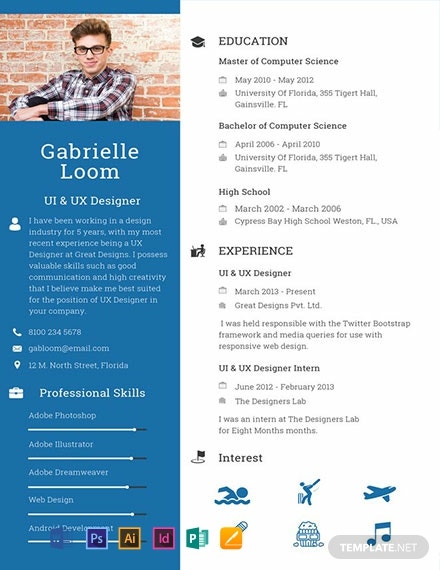 Gabrielle
Loom
UI & UX Designer
I have been working in a design
industry for 5 years, with my most
recent experience being a UX
Designer at Great Designs. I possess
valuable skills such as good
communication and high creativity
that I believe make me best suited
for the position of UX Designer in
your company.
8100 234 5678
gabloom@email.com
12 M. North Street, Florida
Professional Skills
Adobe Photoshop
Adobe Illustrator
Adobe Dreamweaver
Web Design
Android Development
EDUCATION
Master of Computer Science
May 2010 - May 2012
University Of Florida, 355 Tigert Hall,
Gainsville. FL
Bachelor of Computer Science
April 2006 - April 2010
University Of Florida, 355 Tigert Hall,
Gainsville. FL.
High School
March 2002 - March 2006
Cypress Bay High School Weston, FL., USA
EXPERIENCE
UI & UX Designer
March 2013 - Present
Great Designs Pvt. Ltd.
I was held responsible with the Twitter Bootstrap
framework and media queries for use with
responsive web design.
UI & UX Designer Intern
June 2012 - February 2013
The Designers Lab
I was an intern at The Designers Lab
for Eight Months months.
Interest
Ps
Ai
Id
P
TEMPLATE.NET